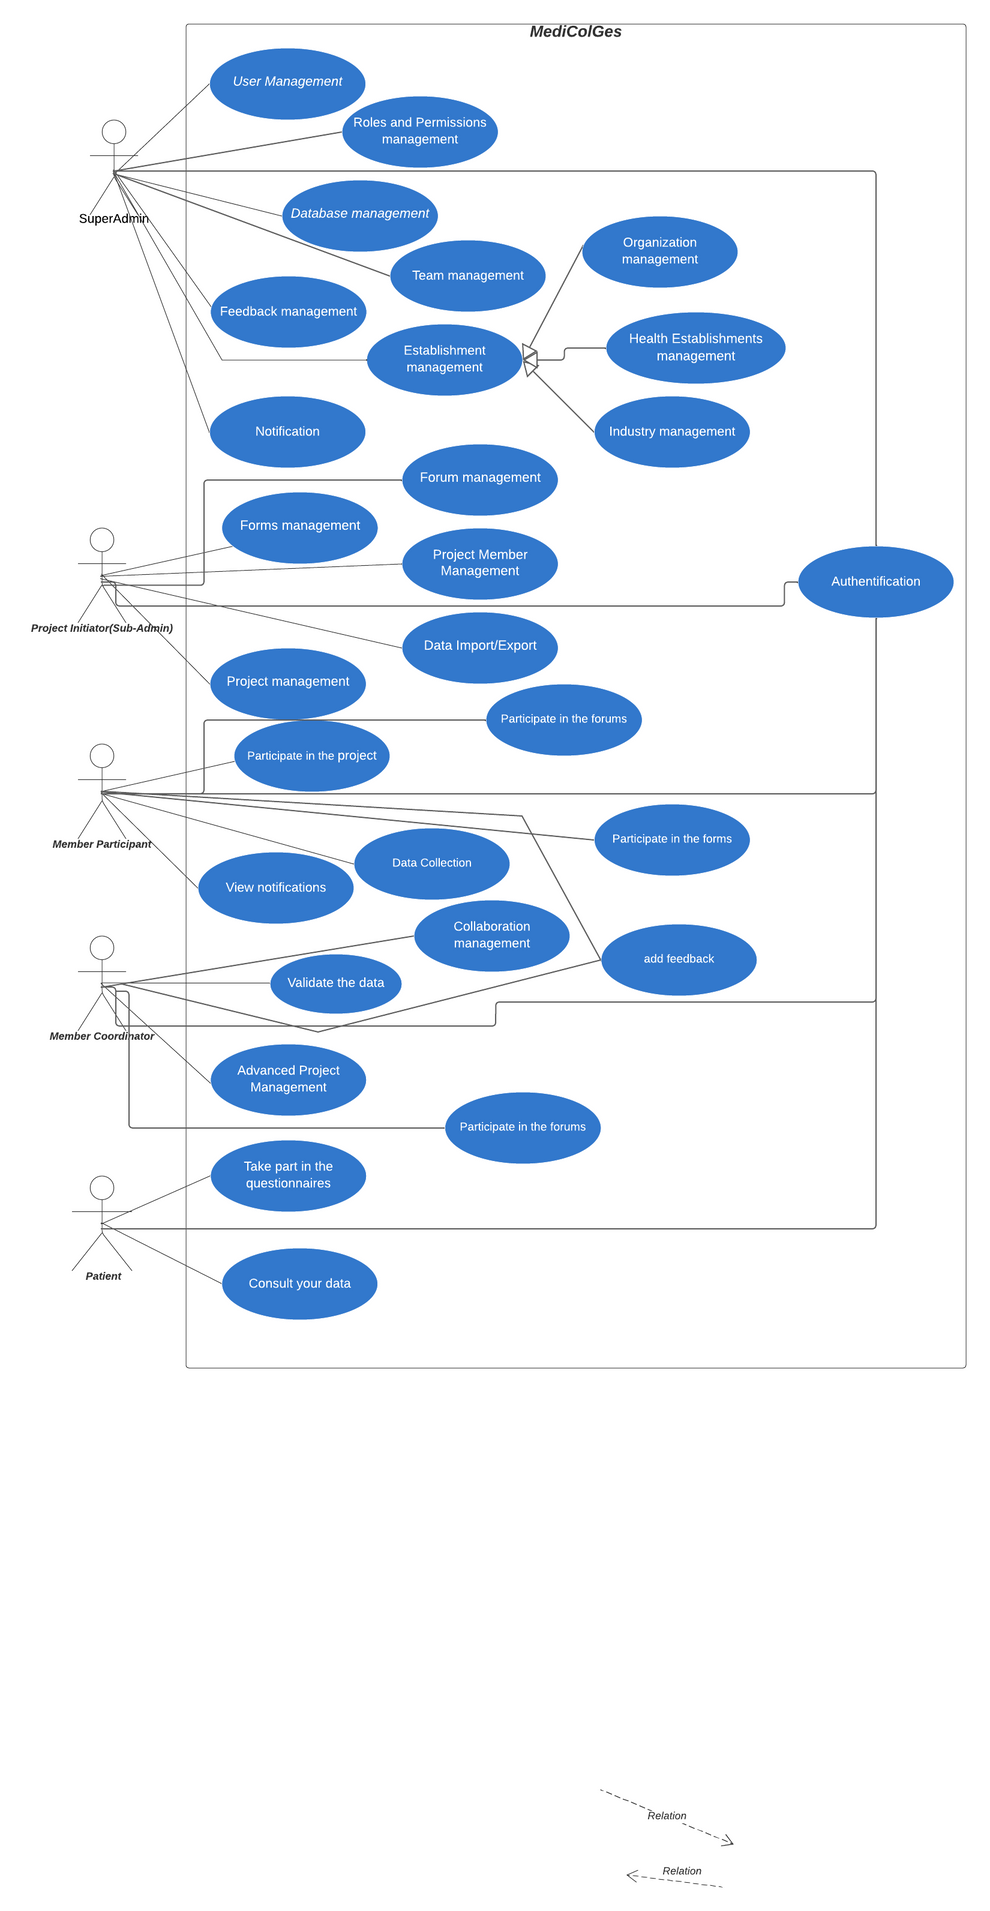 MediColGes
User Management
Roles and Permissions
management
SuperAdmin
Database management
Team management
Organization
management
Feedback management
Establishment
management
Health Establishments
management
Notification
Industry management
Forum management
Forms management
Project Member
Management
Authentification
Project Initiator(Sub-Admin)
Data Import/Export
Project management
Participate in the forums
Participate in the project
Member Participant
Participate in the forms
Data Collection
View notifications
Collaboration
management
add feedback
Validate the data
Member Coordinator
Advanced Project
Management
Participate in the forums
Take part in the
questionnaires
Patient
Consult your data
Relation
Relation